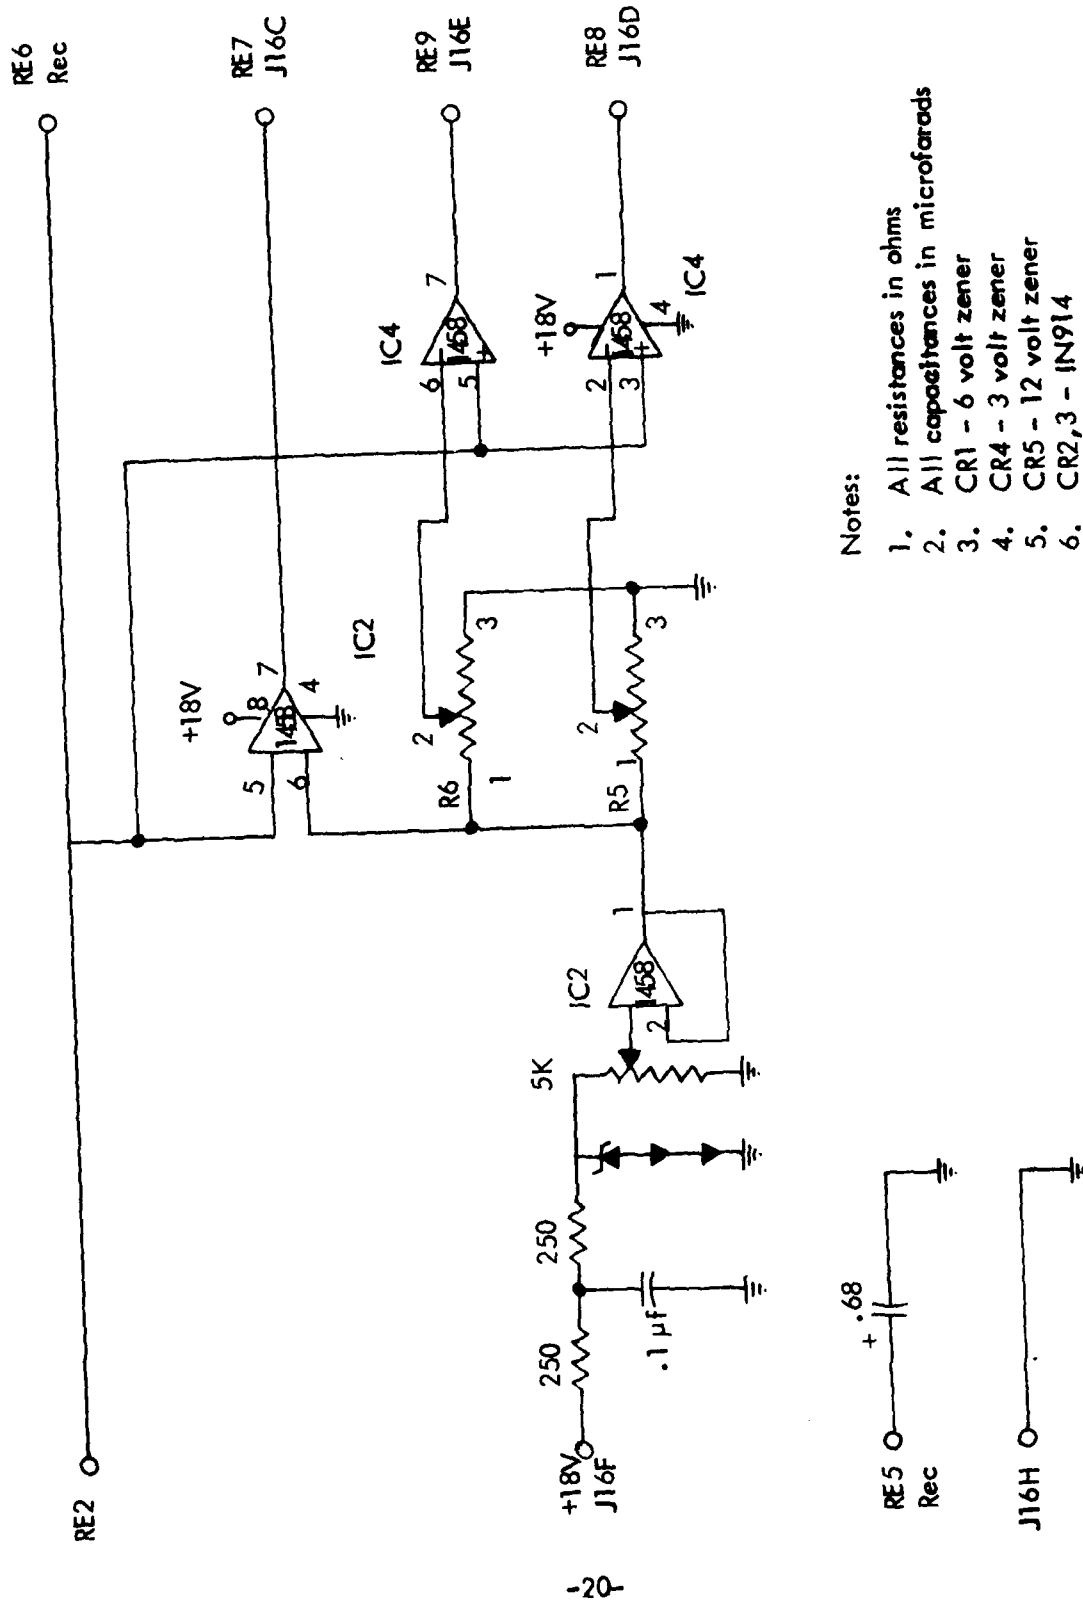 RE6
Rec
RE7
J16C
RE9
J16E
RE8
J16D
+18V
8
7
5
6
1458
4
IC2
IC4
6
5
1458
7
+18V
2
3
1458
1
4
IC4
R6
1
2
3
R5
1
2
3
IC2
1458
1
2
5K
250
250
.1 µf
+18V
J16F
RE2
+ .68
RE5
Rec
J16H
Notes:
1. All resistances in ohms
2. All capacitances in microfarads
3. CR1 - 6 volt zener
4. CR4 - 3 volt zener
5. CR5 - 12 volt zener
6. CR2,3 - IN914
-20-